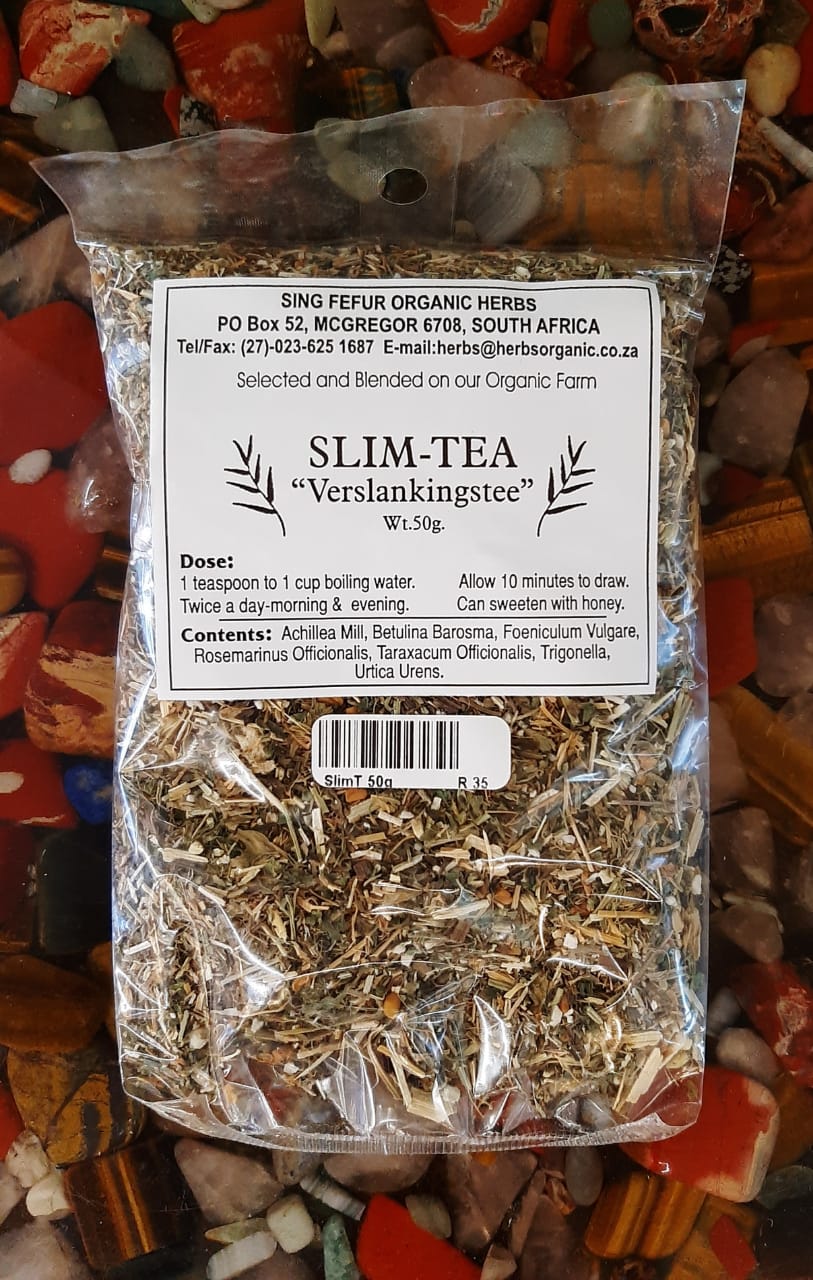 SING FEFUR ORGANIC HERBS
PO Box 52, MCGREGOR 6708, SOUTH AFRICA
Tel/Fax: (27)-023-625 1687 E-mail:herbs@herbsorganic.co.za
Selected and Blended on our Organic Farm
SLIM-TEA
“Verslankingstee”
Wt.50g.
Dose:
1 teaspoon to 1 cup boiling water. Allow 10 minutes to draw.
Twice a day-morning & evening. Can sweeten with honey.
Contents: Achillea Mill, Betulina Barosma, Foeniculum Vulgare,
Rosemarinus Officionalis, Taraxacum Officionalis, Trigonella,
Urtica Urens.
SlimT 50g R 35